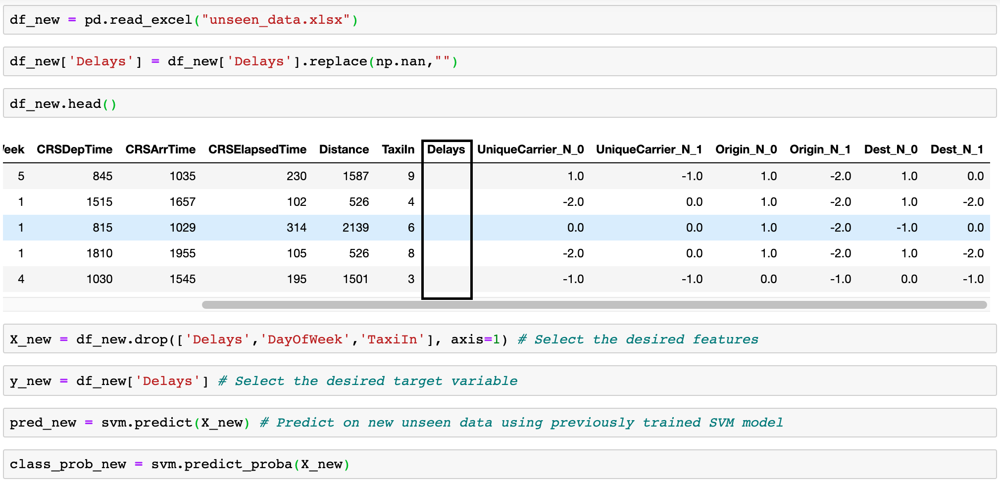 df_new = pd.read_excel("unseen_data.xlsx")
df_new['Delays'] = df_new['Delays'].replace(np.nan,"")
df_new.head()
eek CRSDepTime CRSArrTime CRSElapsedTime Distance TaxiIn Delays UniqueCarrier_N_0 UniqueCarrier_N_1 Origin_N_0 Origin_N_1 Dest_N_0 Dest_N_1
5 845 1035 230 1587 9 1.0 -1.0 1.0 -2.0 1.0 0.0
1 1515 1657 102 526 4 -2.0 0.0 1.0 -2.0 1.0 -2.0
1 815 1029 314 2139 6 0.0 0.0 1.0 -2.0 -1.0 0.0
1 1810 1955 105 526 8 -2.0 0.0 1.0 -2.0 1.0 -2.0
4 1030 1545 195 1501 3 -1.0 -1.0 0.0 -1.0 0.0 -1.0
X_new = df_new.drop(['Delays','DayOfWeek','TaxiIn'], axis=1) # Select the desired features
y_new = df_new['Delays'] # Select the desired target variable
pred_new = svm.predict(X_new) # Predict on new unseen data using previously trained SVM model
class_prob_new = svm.predict_proba(X_new)